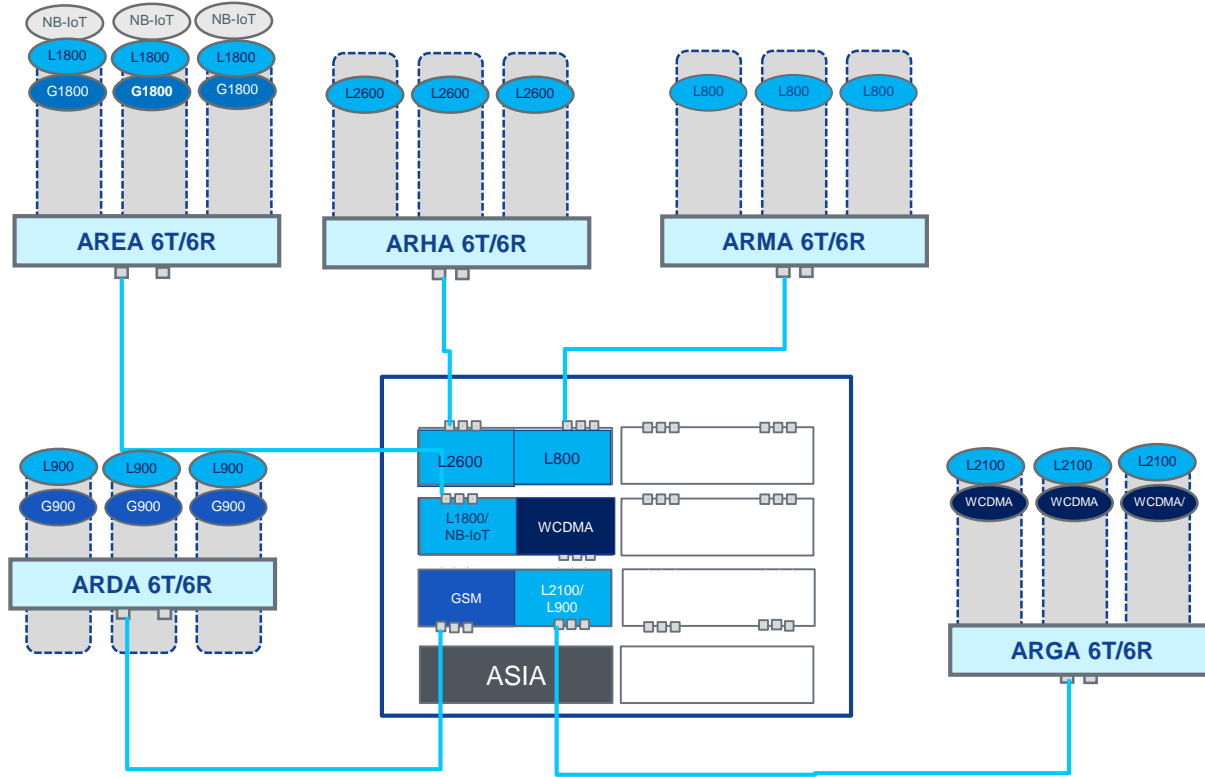 NB-IoT
NB-IoT
NB-IoT
L1800
L1800
L1800
G1800
G1800
G1800
AREA 6T/6R
L2600
L2600
L2600
ARHA 6T/6R
L800
L800
L800
ARMA 6T/6R
L900
L900
L900
G900
G900
G900
ARDA 6T/6R
L2600
L800
L1800/
NB-IoT
WCDMA
GSM
L2100/
L900
ASIA
L2100
L2100
L2100
WCDMA
WCDMA
WCDMA/
ARGA 6T/6R